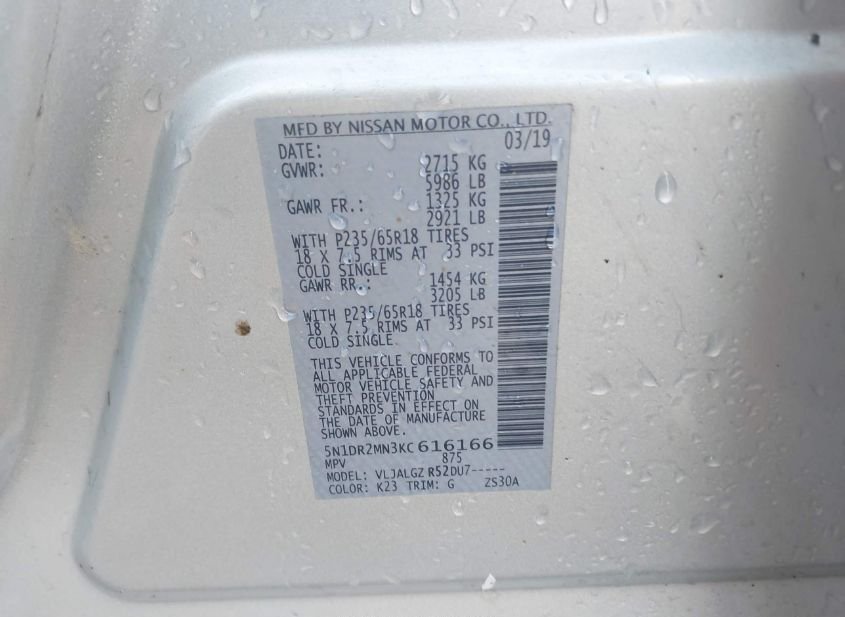 MFD BY NISSAN MOTOR CO., LTD.
DATE: 03/19
GVWR: 2715 KG
5986 LB
GAWR FR.: 1325 KG
2921 LB
WITH P235/65R18 TIRES
18 X 7.5 RIMS AT 33 PSI
COLD SINGLE
GAWR RR.: 1454 KG
3205 LB
WITH P235/65R18 TIRES
18 X 7.5 RIMS AT 33 PSI
COLD SINGLE
THIS VEHICLE CONFORMS TO
ALL APPLICABLE FEDERAL
MOTOR VEHICLE SAFETY AND
THEFT PREVENTION
STANDARDS IN EFFECT ON
THE DATE OF MANUFACTURE
SHOWN ABOVE.
5N1DR2MN3KC616166
MPV 875
MODEL: VLJALGZ R52DU7-----
COLOR: K23 TRIM: G ZS30A